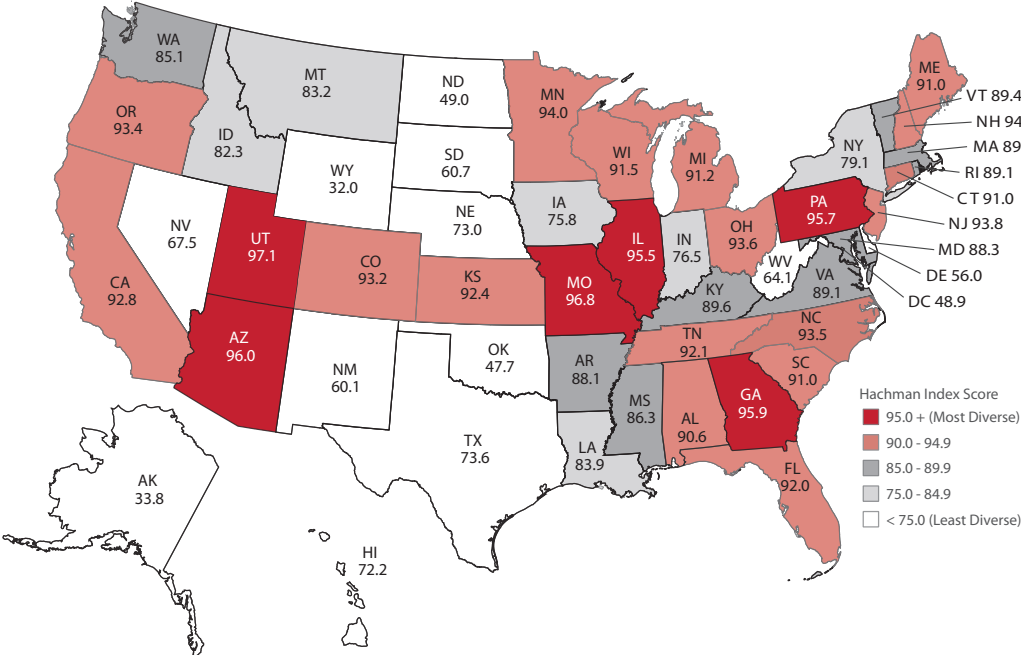 WA
85.1
MT
83.2
ND
49.0
MN
94.0
ME
91.0
VT 89.4
NH 94
MA 89
RI 89.1
CT 91.0
NJ 93.8
MD 88.3
DE 56.0
DC 48.9
OR
93.4
ID
82.3
WY
32.0
SD
60.7
WI
91.5
MI
91.2
NY
79.1
NV
67.5
UT
97.1
NE
73.0
IA
75.8
IL
95.5
IN
76.5
OH
93.6
PA
95.7
WV
64.1
CA
92.8
CO
93.2
KS
92.4
MO
96.8
KY
89.6
VA
89.1
AZ
96.0
NM
60.1
OK
47.7
AR
88.1
TN
92.1
NC
93.5
SC
91.0
TX
73.6
LA
83.9
MS
86.3
AL
90.6
GA
95.9
FL
92.0
AK
33.8
HI
72.2
Hachman Index Score
95.0 + (Most Diverse)
90.0 - 94.9
85.0 - 89.9
75.0 - 84.9
< 75.0 (Least Diverse)